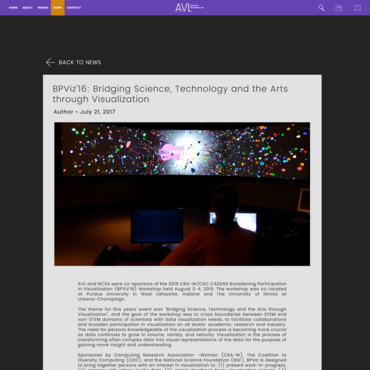 HOME ABOUT WORKS NEWS CONTACT
AVL
BACK TO NEWS
BPViz'16: Bridging Science, Technology and the Arts
through Visualization
Author • July 21, 2017
AVL and NCSA were co-sponsors of the 2016 CRA-W/CDC CADENS Broadening Participation
in Visualization (BPViz'16) Workshop held August 3-4, 2016. The workshop was co-located
at Purdue University in West Lafayette, Indiana and The University of Illinois at
Urbana-Champaign.
The theme for this years' event was "Bridging Science, Technology and the Arts through
Visualization", and the goal of the workshop was to cross boundaries between STEM and
non-STEM domains of scientists with data visualization needs, to facilitate collaborations
and broaden participation in visualization on all levels: academic, research and industry.
The need for persons knowledgeable of the visualization process is becoming more crucial
as data continues to grow in volume, variety, and velocity. Visualization is the process of
transforming often complex data into visual representations of the data for the purpose of
gaining more insight and understanding.
Sponsored by Computing Research Association -Women (CRA-W), The Coalition to
Diversity Computing (CDC), and the National Science Foundation (NSF), BPViz is designed
to bring together persons with an interest in visualization to: (1) present work-in-progress,